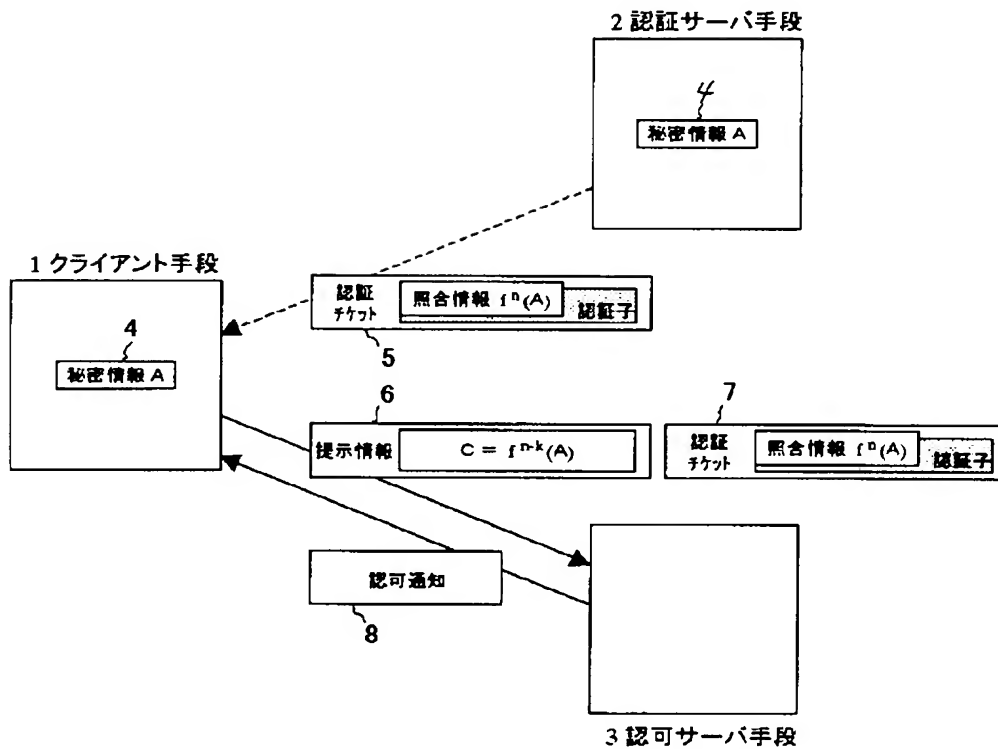 2 認証サーバ手段
4
秘密情報 A
1 クライアント手段
4
秘密情報 A
認証
チケット
照合情報 fⁿ(A)
認証子
5
6
提示情報
C = fⁿ⁻ᵏ(A)
7
認証
チケット
照合情報 fⁿ(A)
認証子
認可通知
8
3 認可サーバ手段